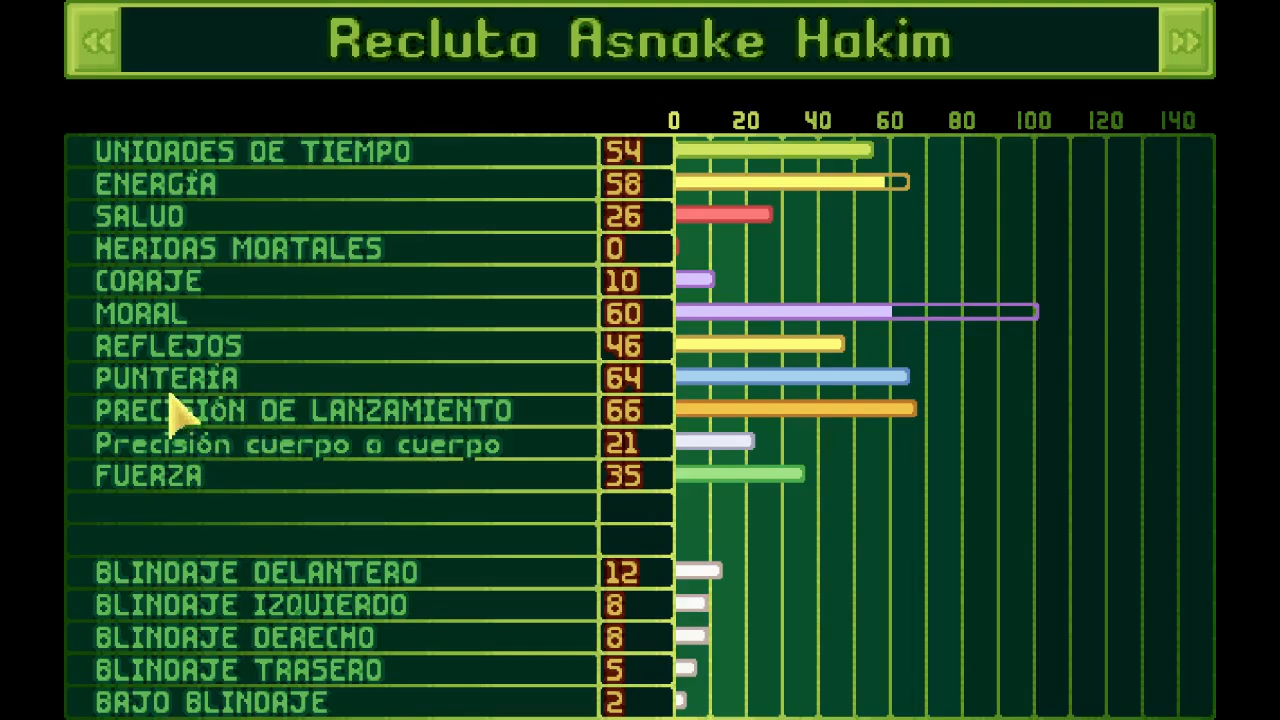 Recluta Asnake Hakim
0 20 40 60 80 100 120 140
UNIDADES DE TIEMPO 54
ENERGÍA 58
SALUD 26
HERIDAS MORTALES 0
CORAJE 10
MORAL 60
REFLEJOS 46
PUNTERÍA 64
PRECISIÓN DE LANZAMIENTO 66
Precisión cuerpo a cuerpo 21
FUERZA 35
BLINDAJE DELANTERO 12
BLINDAJE IZQUIERDO 8
BLINDAJE DERECHO 8
BLINDAJE TRASERO 5
BAJO BLINDAJE 2